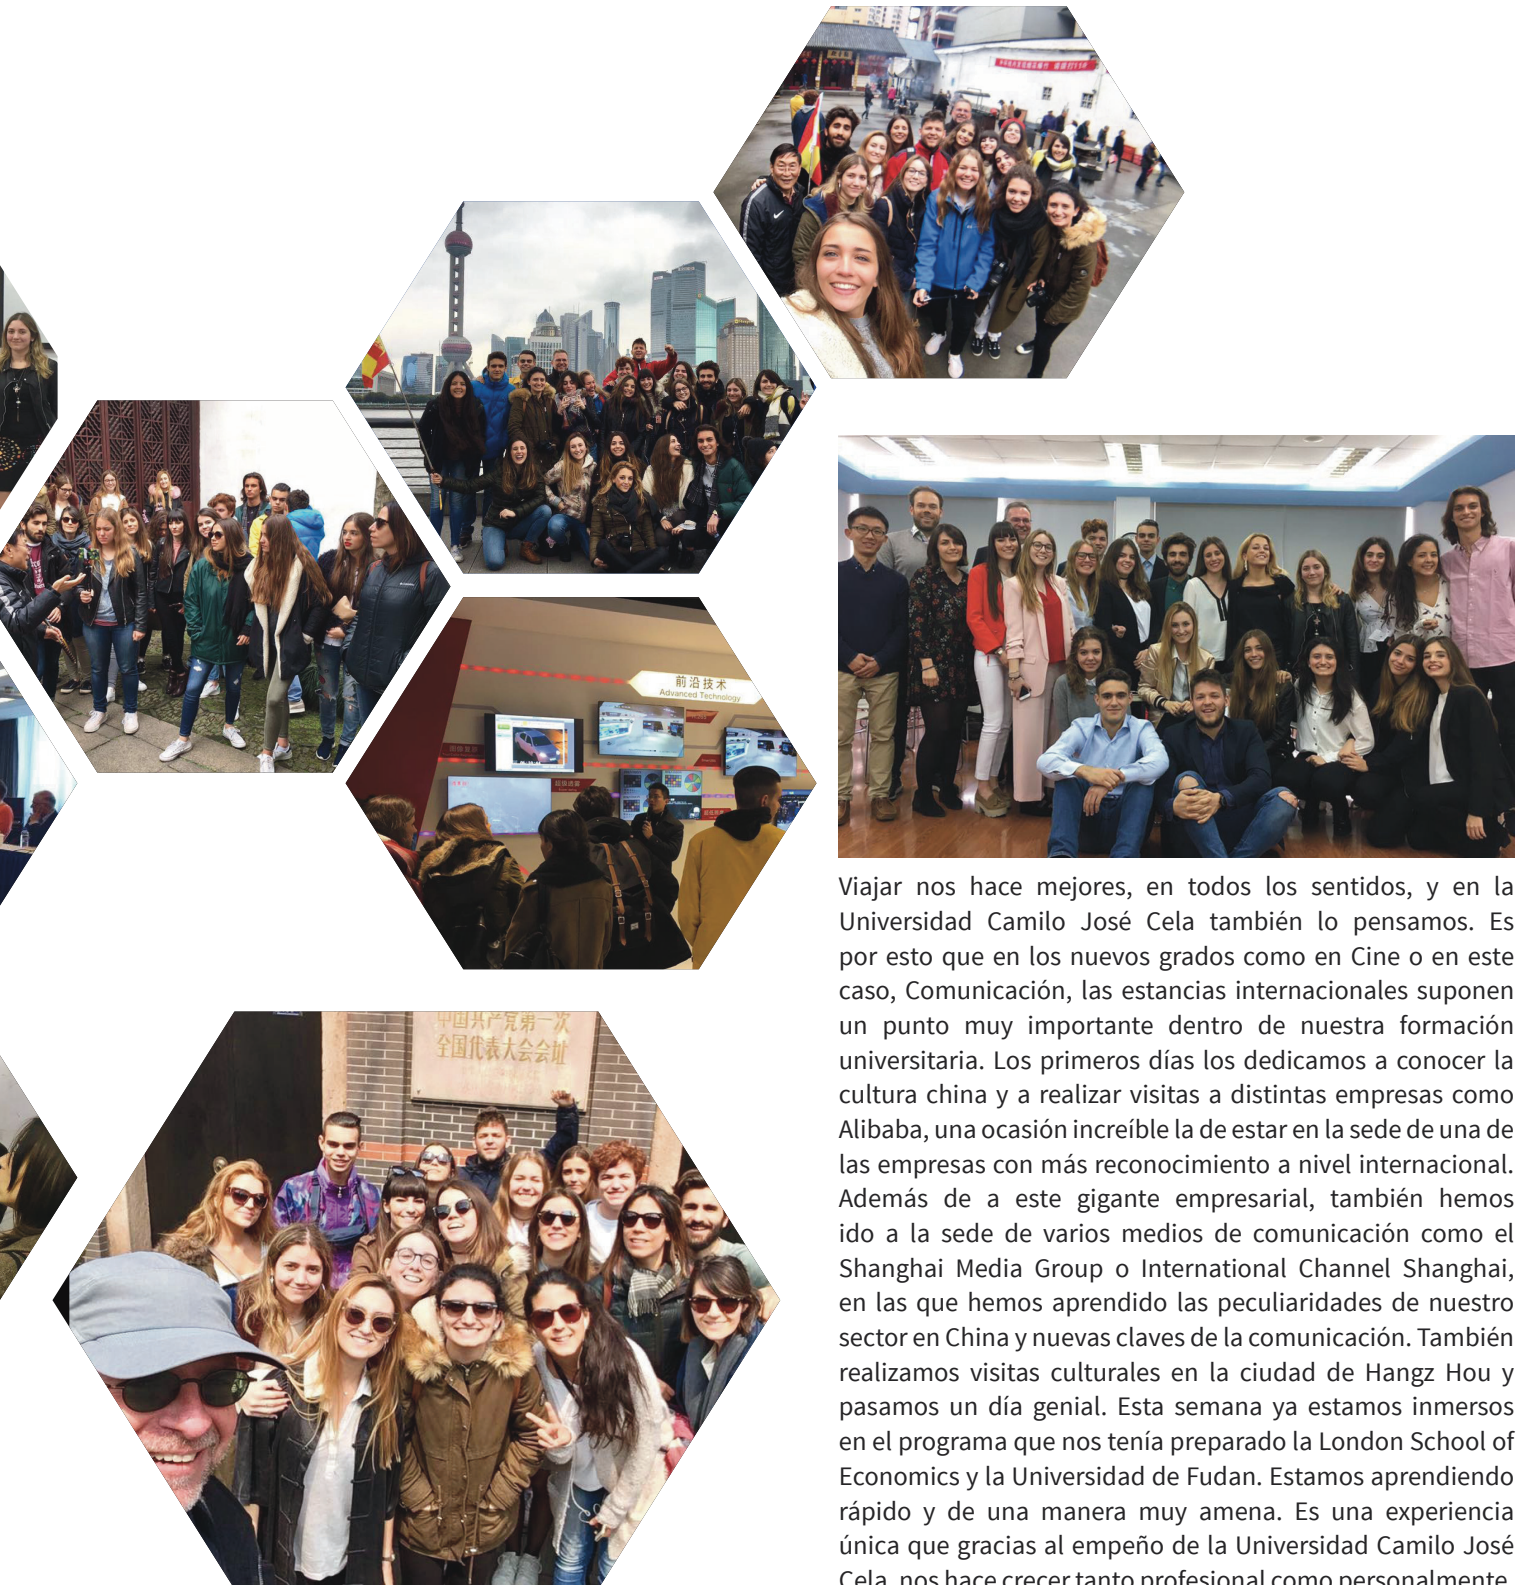 前沿技术
Advanced Technology
中国共产党第一次
全国代表大会会址
Viajar nos hace mejores, en todos los sentidos, y en la
Universidad Camilo José Cela también lo pensamos. Es
por esto que en los nuevos grados como en Cine o en este
caso, Comunicación, las estancias internacionales suponen
un punto muy importante dentro de nuestra formación
universitaria. Los primeros días los dedicamos a conocer la
cultura china y a realizar visitas a distintas empresas como
Alibaba, una ocasión increíble la de estar en la sede de una de
las empresas con más reconocimiento a nivel internacional.
Además de a este gigante empresarial, también hemos
ido a la sede de varios medios de comunicación como el
Shanghai Media Group o International Channel Shanghai,
en las que hemos aprendido las peculiaridades de nuestro
sector en China y nuevas claves de la comunicación. También
realizamos visitas culturales en la ciudad de Hangz Hou y
pasamos un día genial. Esta semana ya estamos inmersos
en el programa que nos tenía preparado la London School of
Economics y la Universidad de Fudan. Estamos aprendiendo
rápido y de una manera muy amena. Es una experiencia
única que gracias al empeño de la Universidad Camilo José
Cela, nos hace crecer tanto profesional como personalmente.